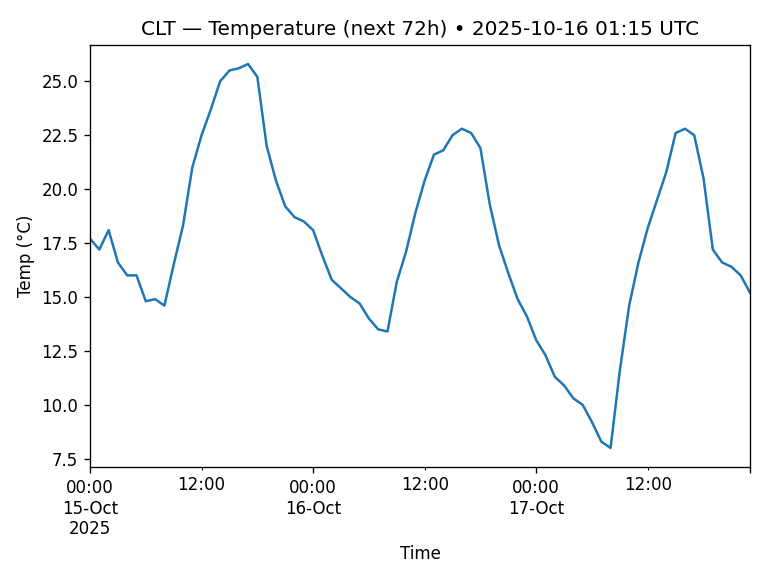 CLT — Temperature (next 72h) • 2025-10-16 01:15 UTC
25.0
22.5
20.0
17.5
15.0
12.5
10.0
7.5
Temp (°C)
00:00 12:00 00:00 12:00 00:00 12:00
15-Oct 16-Oct 17-Oct
2025
Time